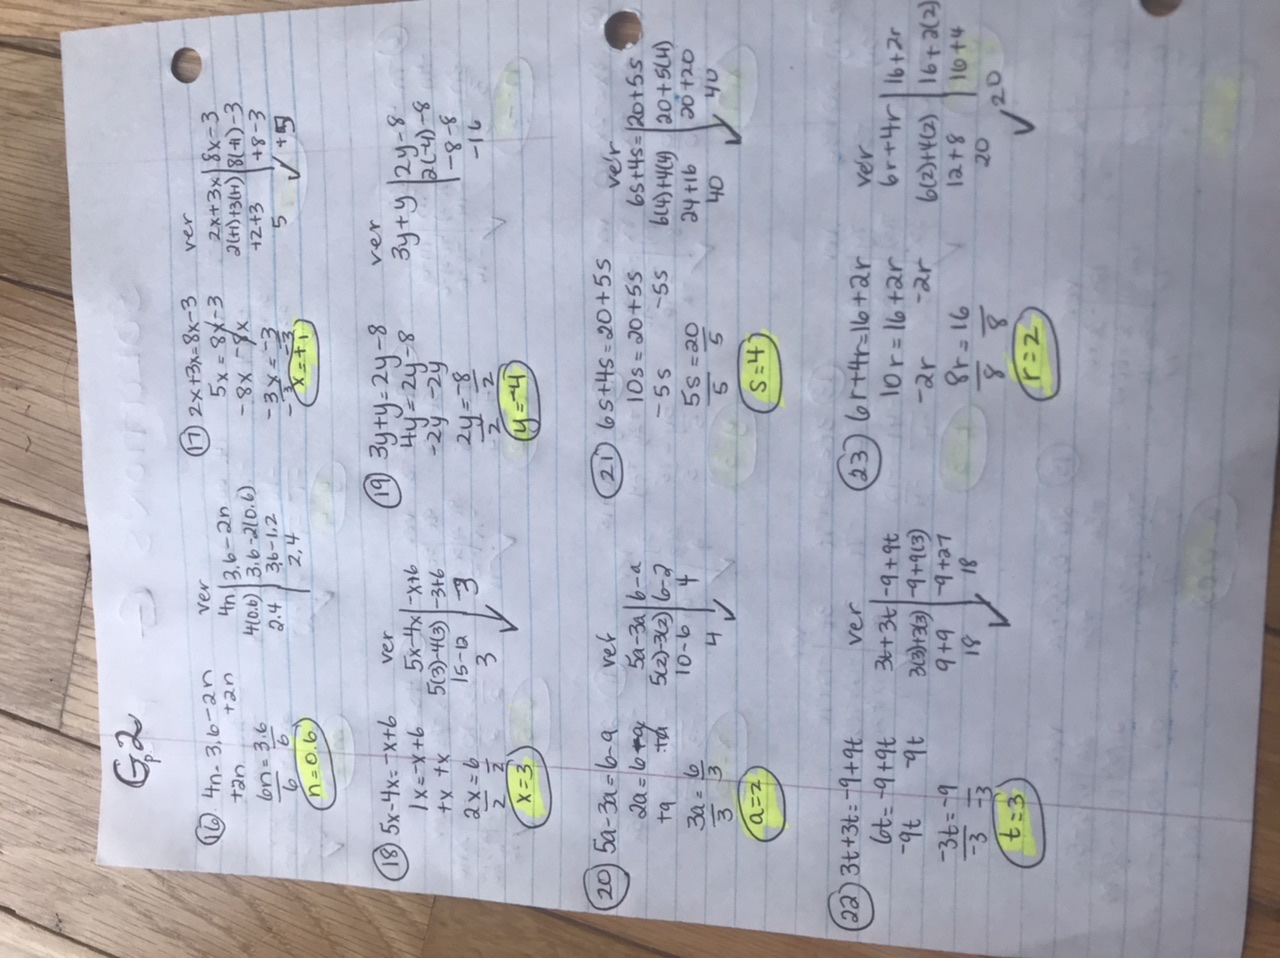 G p2
16) 4n = 3.6 - 2n
+2n +2n
6n = 3.6
6 6
n = 0.6
ver
4n | 3.6 - 2n
4(0.6) | 3.6 - 2(0.6)
2.4 | 3.6 - 1.2
2.4
17) 2x + 3x = 8x - 3
5x = 8x - 3
- 8x - 8x
-3x = -3
-3 -3
x = +1
ver
2x + 3x | 8x - 3
2(+1) + 3(+1) | 8(+1) - 3
+2 + 3 | +8 - 3
5 ✓ +5
18) 5x - 4x = -x + 6
1x = -x + 6
+x +x
2x = 6
2 2
x = 3
ver
5x - 4x | -x + 6
5(3) - 4(3) | -3 + 6
15 - 12 | 3
3 ✓
19) 3y + y = 2y - 8
4y = 2y - 8
-2y -2y
2y = -8
2 2
y = -4
ver
3y + y | 2y - 8
2(-4) - 8
-8 - 8
-16
20) 5a - 3a = 6 - a
2a = 6 - a
+a +a
3a = 6
3 3
a = 2
ver
5a - 3a | 6 - a
5(2) - 3(2) | 6 - 2
10 - 6 | 4
4 ✓
21) 6s + 4s = 20 + 5s
10s = 20 + 5s
- 5s - 5s
5s = 20
5 5
s = 4
ver
6s + 4s = | 20 + 5s
6(4) + 4(4) | 20 + 5(4)
24 + 16 | 20 + 20
40 ✓ 40
22) 3t + 3t = -9 + 9t
6t = -9 + 9t
-9t 9t
-3t = -9
-3 -3
t = 3
ver
3t + 3t | -9 + 9t
3(3) + 3(3) | -9 + 9(3)
9 + 9 | -9 + 27
18 ✓ 18
23) 6r + 4r = 16 + 2r
10r = 16 + 2r
-2r -2r
8r = 16
8 8
r = 2
ver
6r + 4r | 16 + 2r
6(2) + 4(2) | 16 + 2(2)
12 + 8 | 16 + 4
20 ✓ 20